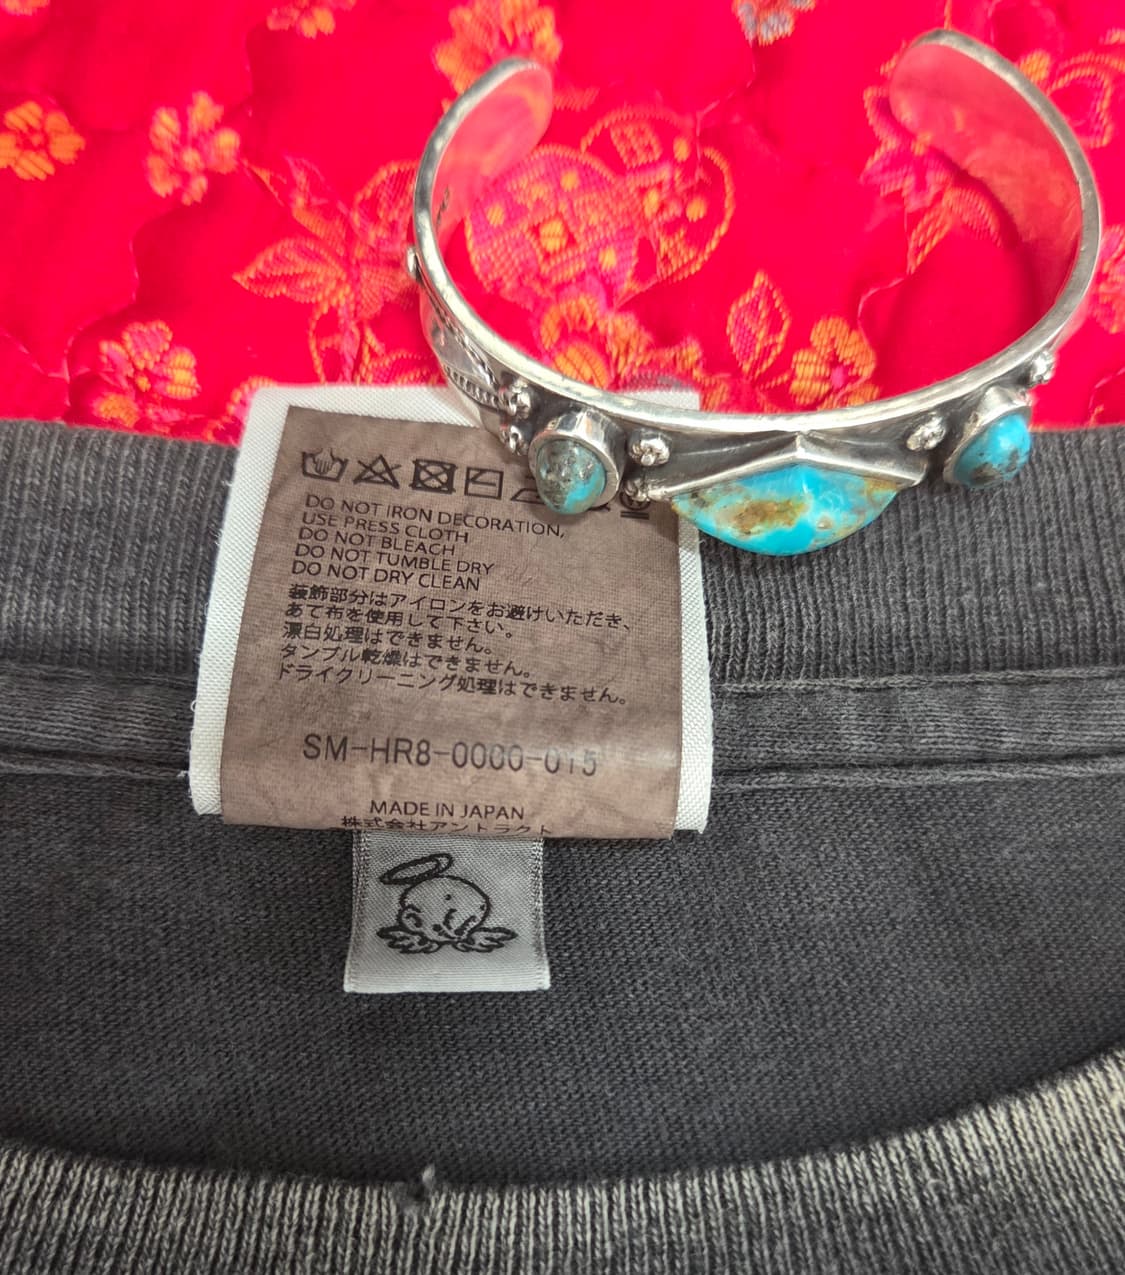 DO NOT IRON DECORATION,
USE PRESS CLOTH
DO NOT BLEACH
DO NOT TUMBLE DRY
DO NOT DRY CLEAN
装飾部分はアイロンをお避けいただき、
あて布を使用して下さい。
漂白処理はできません。
タンブル乾燥はできません。
ドライクリーニング処理はできません。
SM-HR8-0000-015
MADE IN JAPAN
株式会社アントラクト